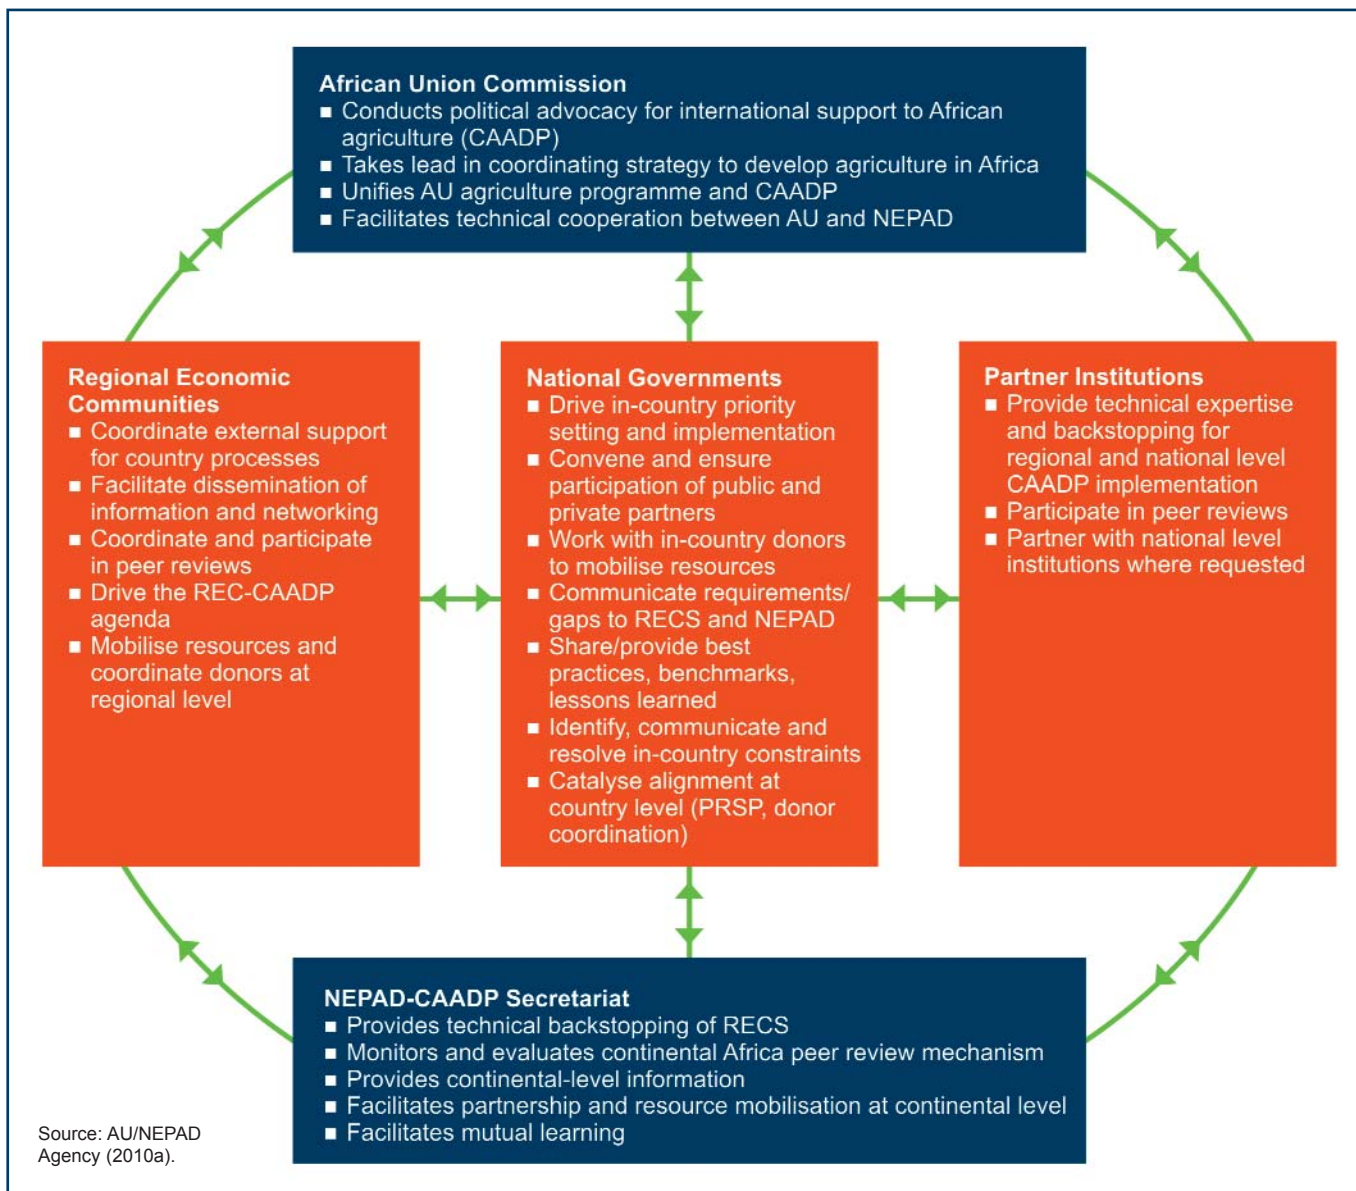 African Union Commission
■ Conducts political advocacy for international support to African
agriculture (CAADP)
■ Takes lead in coordinating strategy to develop agriculture in Africa
■ Unifies AU agriculture programme and CAADP
■ Facilitates technical cooperation between AU and NEPAD
Regional Economic
Communities
■ Coordinate external support
for country processes
■ Facilitate dissemination of
information and networking
■ Coordinate and participate
in peer reviews
■ Drive the REC-CAADP
agenda
■ Mobilise resources and
coordinate donors at
regional level
National Governments
■ Drive in-country priority
setting and implementation
■ Convene and ensure
participation of public and
private partners
■ Work with in-country donors
to mobilise resources
■ Communicate requirements/
gaps to RECS and NEPAD
■ Share/provide best
practices, benchmarks,
lessons learned
■ Identify, communicate and
resolve in-country constraints
■ Catalyse alignment at
country level (PRSP, donor
coordination)
Partner Institutions
■ Provide technical expertise
and backstopping for
regional and national level
CAADP implementation
■ Participate in peer reviews
■ Partner with national level
institutions where requested
NEPAD-CAADP Secretariat
■ Provides technical backstopping of RECS
■ Monitors and evaluates continental Africa peer review mechanism
■ Provides continental-level information
■ Facilitates partnership and resource mobilisation at continental level
■ Facilitates mutual learning
Source: AU/NEPAD
Agency (2010a).